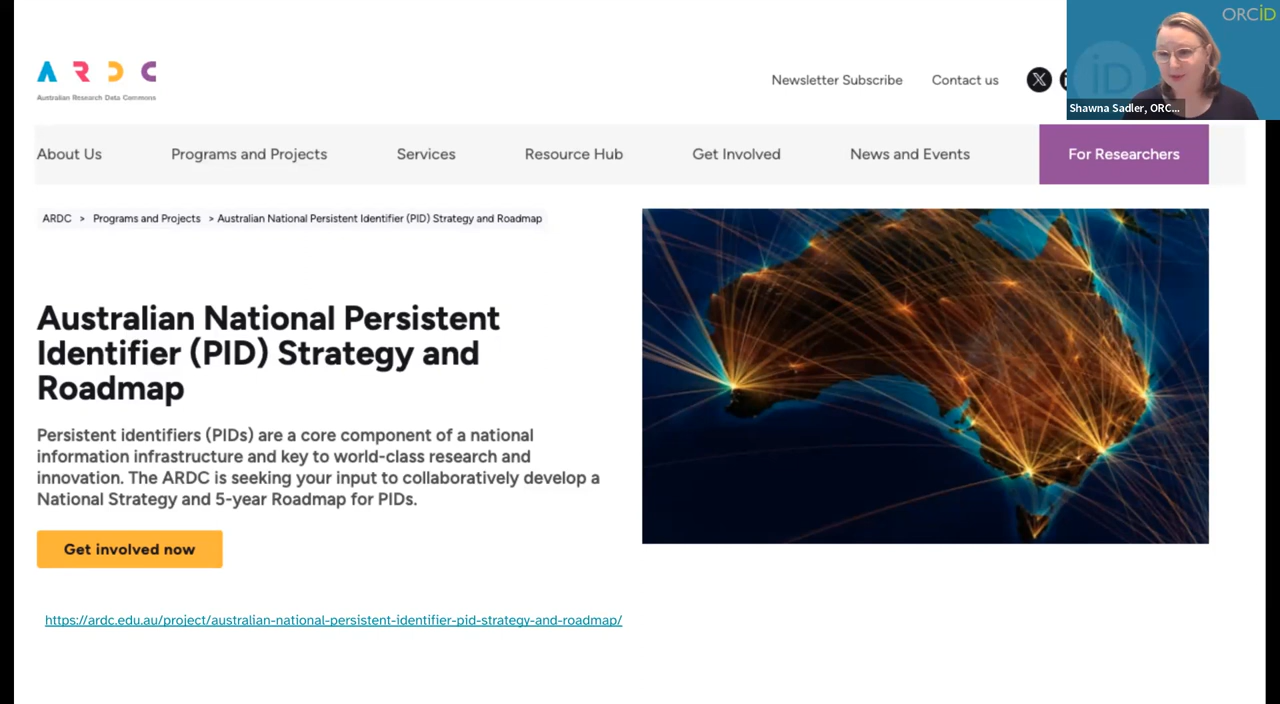 ORCID
iD
Shawna Sadler, ORC...
ARDC
Australian Research Data Commons
Newsletter Subscribe
Contact us
About Us
Programs and Projects
Services
Resource Hub
Get Involved
News and Events
For Researchers
ARDC > Programs and Projects > Australian National Persistent Identifier (PID) Strategy and Roadmap
Australian National Persistent
Identifier (PID) Strategy and
Roadmap
Persistent identifiers (PIDs) are a core component of a national
information infrastructure and key to world-class research and
innovation. The ARDC is seeking your input to collaboratively develop a
National Strategy and 5-year Roadmap for PIDs.
Get involved now
https://ardc.edu.au/project/australian-national-persistent-identifier-pid-strategy-and-roadmap/